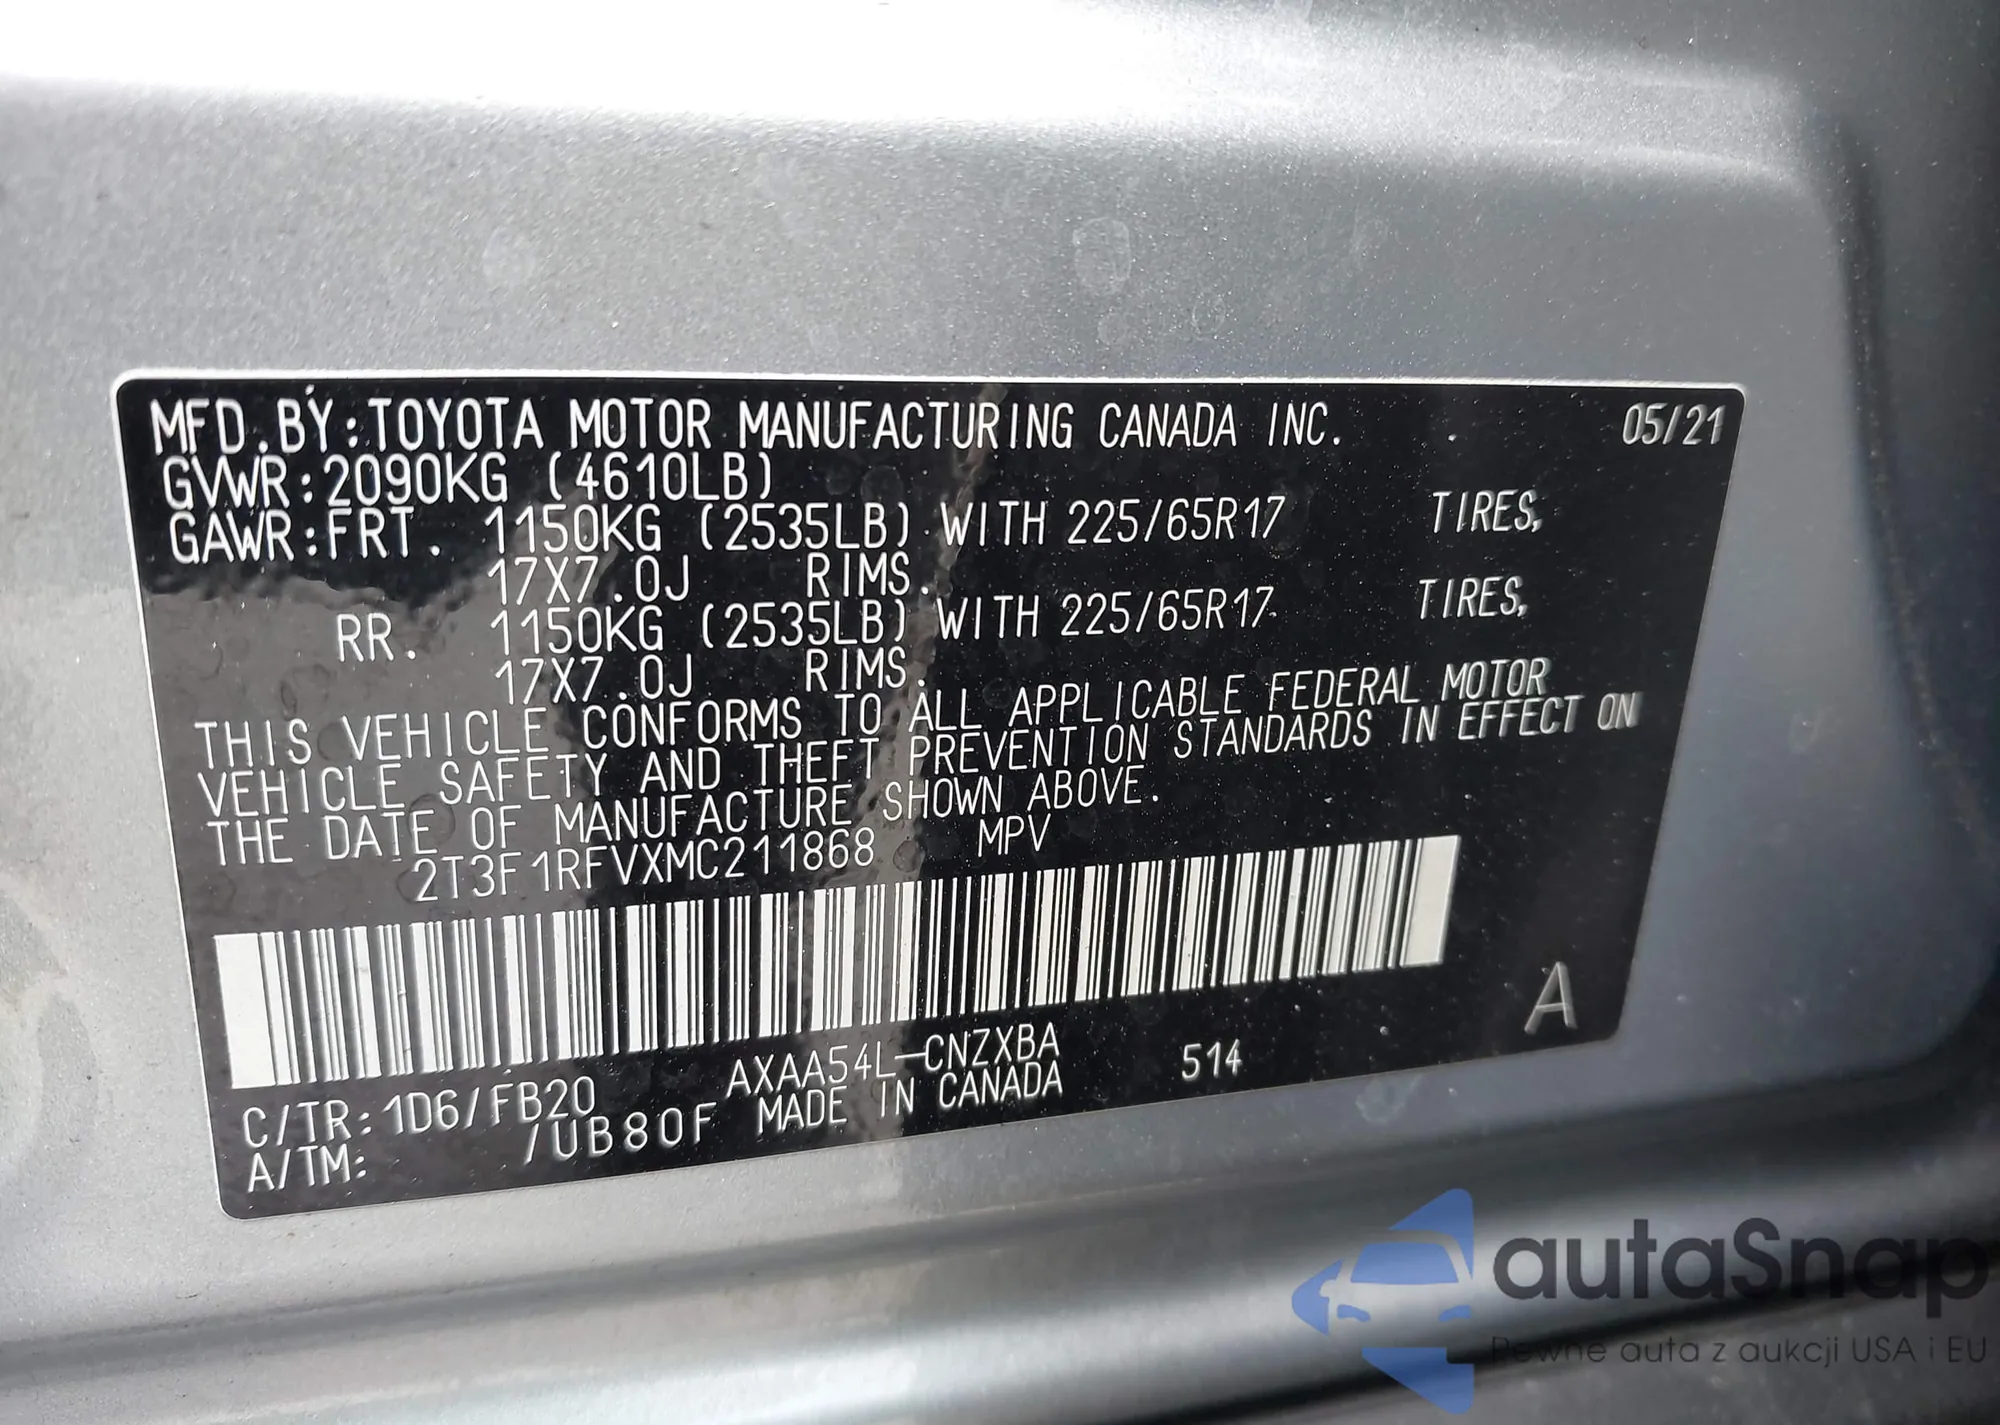 MFD.BY:TOYOTA MOTOR MANUFACTURING CANADA INC. 05/21
GVWR:2090KG (4610LB)
GAWR:FRT. 1150KG (2535LB) WITH 225/65R17 TIRES,
17X7.0J RIMS.
RR. 1150KG (2535LB) WITH 225/65R17 TIRES,
17X7.0J RIMS.
THIS VEHICLE CONFORMS TO ALL APPLICABLE FEDERAL MOTOR
VEHICLE SAFETY AND THEFT PREVENTION STANDARDS IN EFFECT ON
THE DATE OF MANUFACTURE SHOWN ABOVE.
2T3F1RFVXMC211868 MPV
A
C/TR:1D6/FB20 AXAA54L-CNZXBA 514
A/TM: /UB80F MADE IN CANADA
autaSnap
Pewne auta z aukcji USA i EU